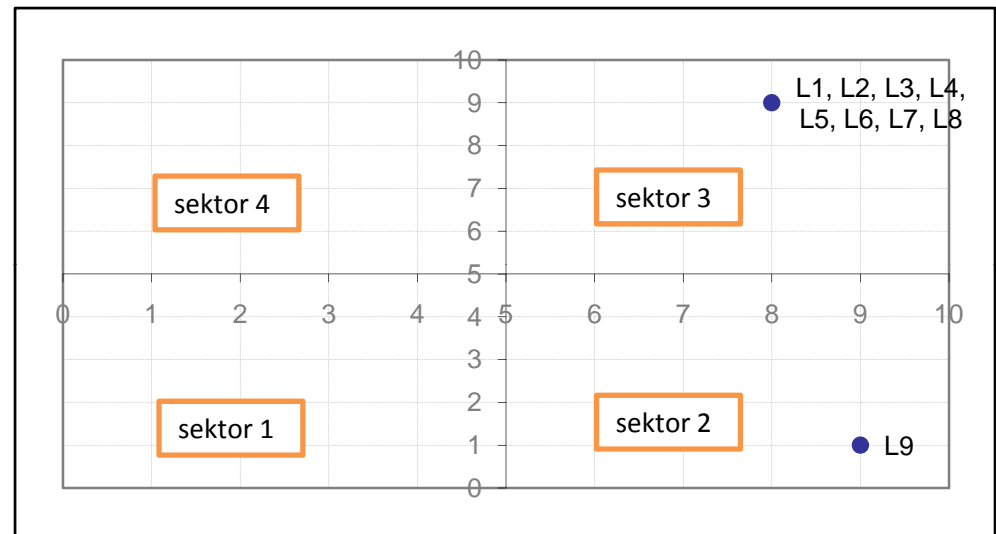 10
9
L1, L2, L3, L4,
L5, L6, L7, L8
8
7
sektor 4
sektor 3
6
5
0 1 2 3 4 5 6 7 8 9 10
3
2
sektor 1
sektor 2
1
L9
0